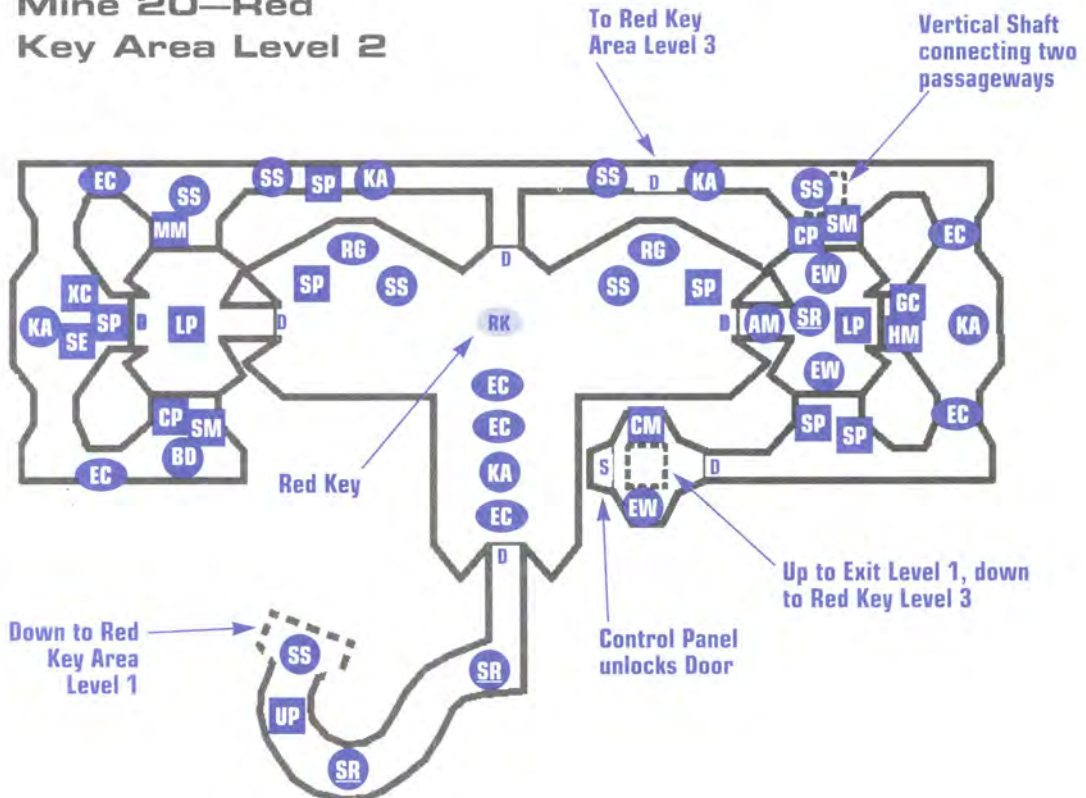 Mine 20—Red
Key Area Level 2
To Red Key
Area Level 3
Vertical Shaft
connecting two
passageways
EC
SS
SS
SP
KA
SS
D
KA
SS
MM
CP
SM
EC
RG
D
RG
EW
SP
SS
SS
SP
XC
GC
KA
SP
D
LP
D
RK
D
AM
SR
LP
HM
KA
SE
EC
EW
CP
SM
EC
CM
SP
SP
EC
BD
EC
Red Key
KA
S
D
EC
EW
D
Up to Exit Level 1, down
to Red Key Level 3
Down to Red
Key Area
Level 1
SS
Control Panel
unlocks Door
SR
UP
SR